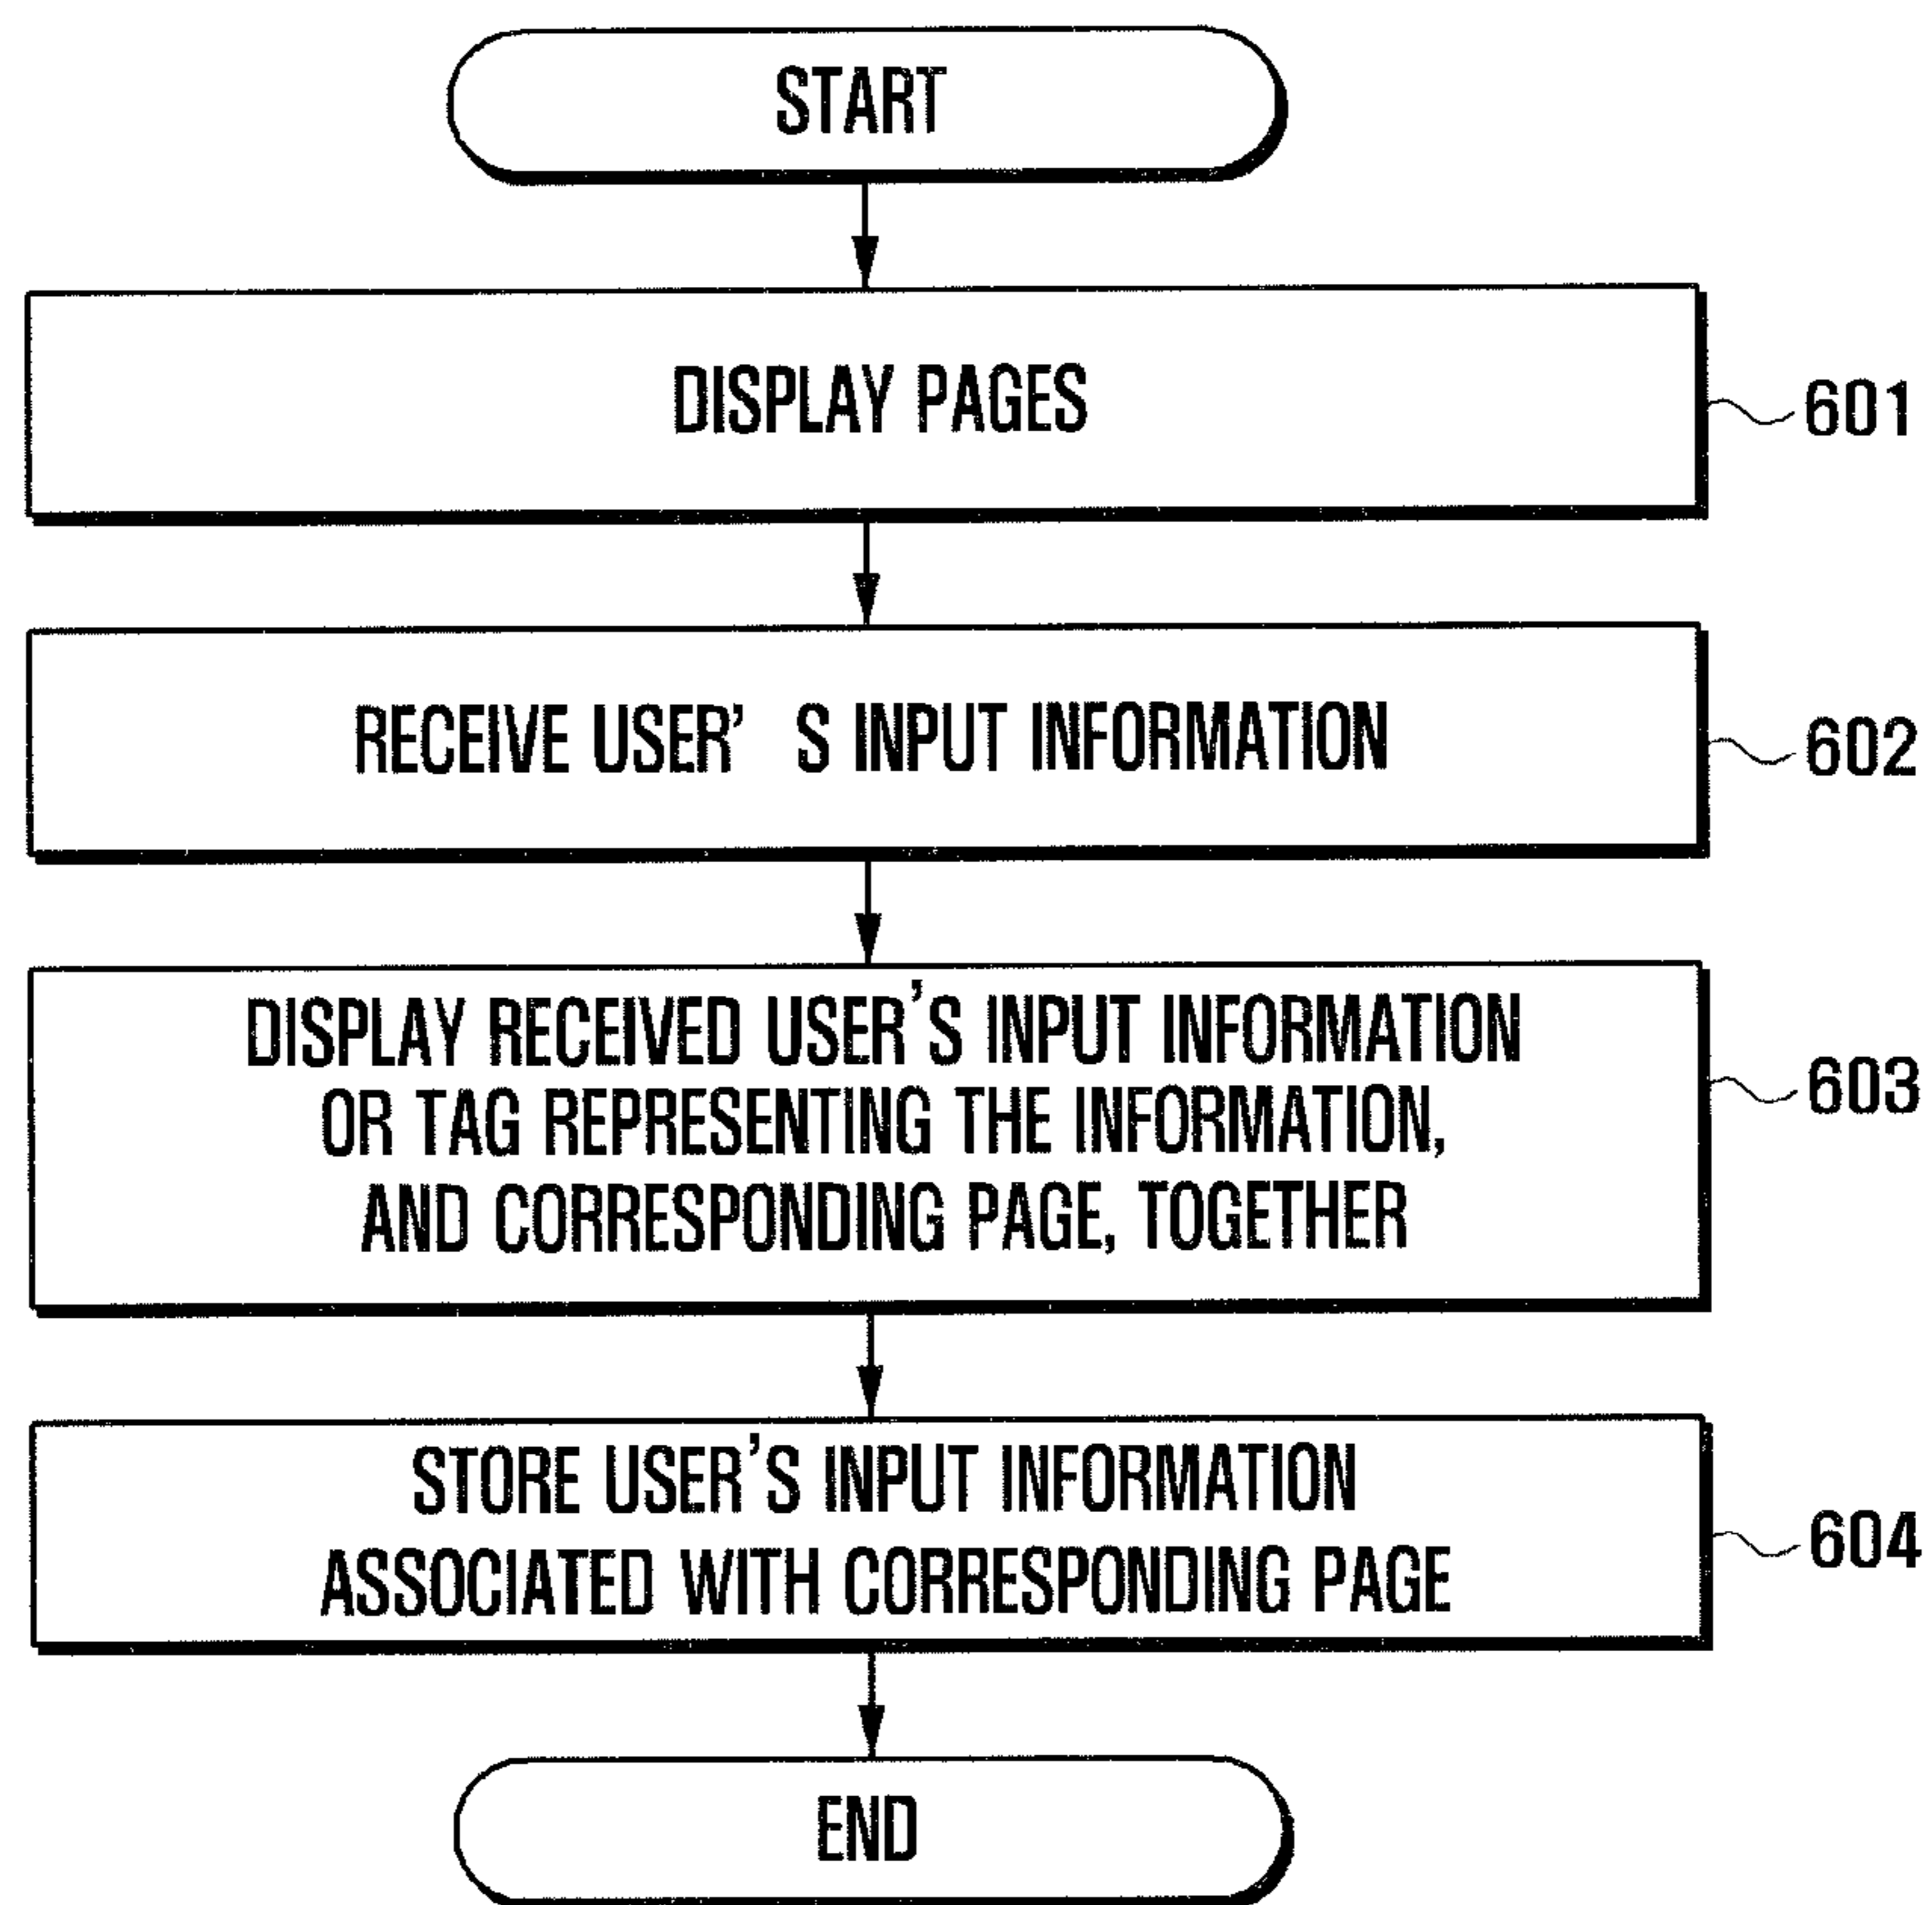 START
DISPLAY PAGES
601
RECEIVE USER' S INPUT INFORMATION
602
DISPLAY RECEIVED USER'S INPUT INFORMATION
OR TAG REPRESENTING THE INFORMATION,
AND CORRESPONDING PAGE, TOGETHER
603
STORE USER'S INPUT INFORMATION
ASSOCIATED WITH CORRESPONDING PAGE
604
END